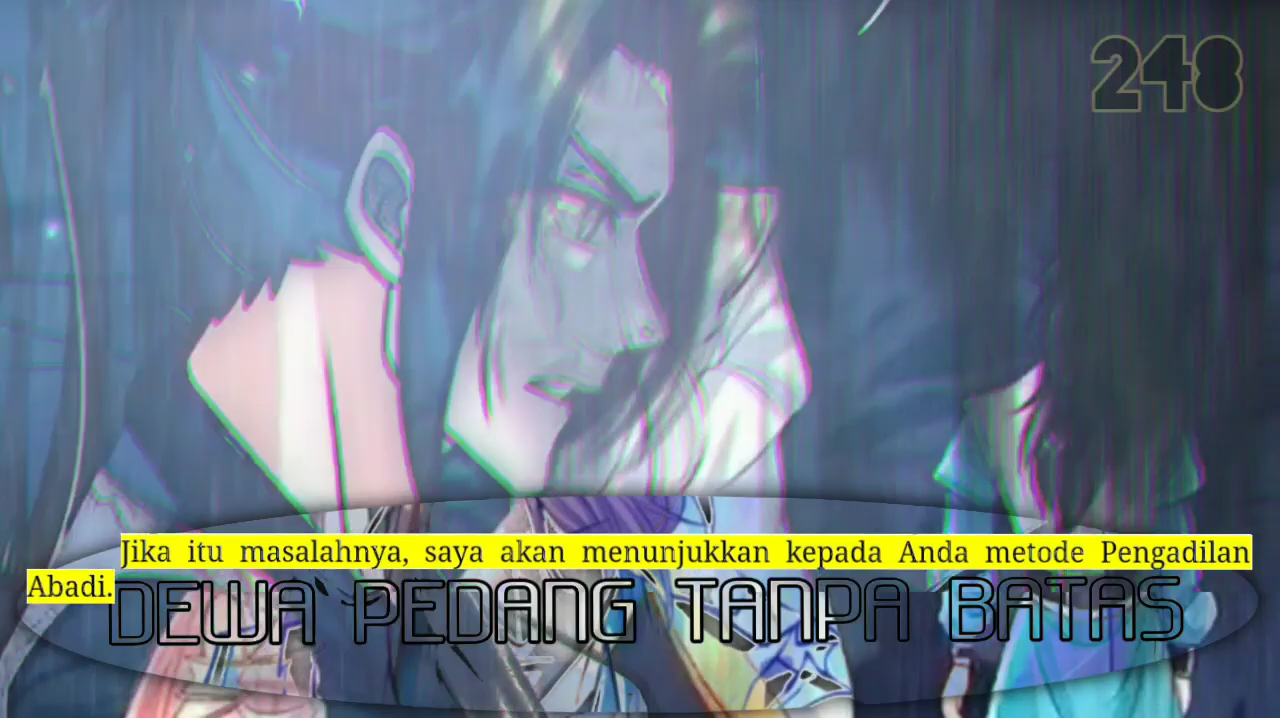 248
Jika itu masalahnya, saya akan menunjukkan kepada Anda metode Pengadilan
Abadi.
DEWA PEDANG TANPA BATAS